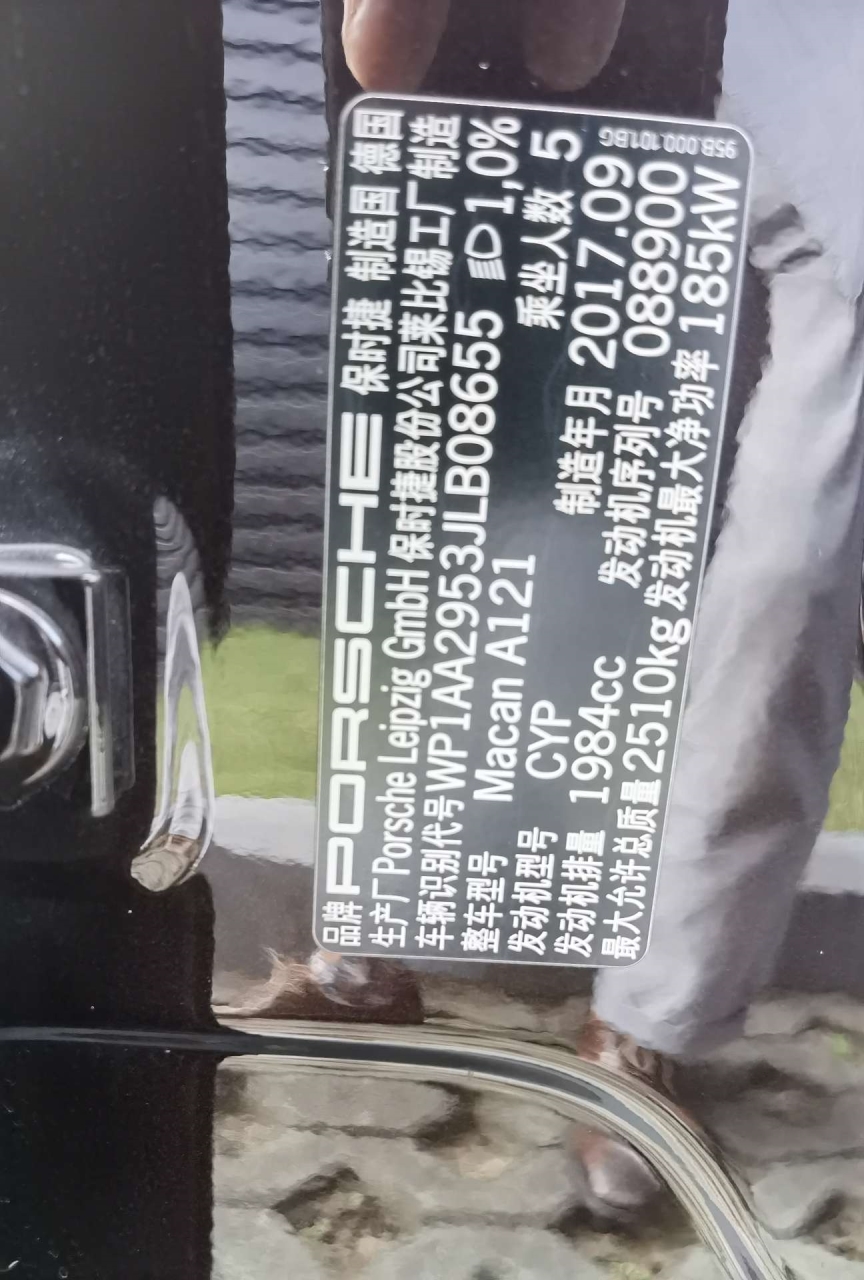 品牌 PORSCHE 保时捷 制造国 德国
生产厂 Porsche Leipzig GmbH 保时捷股份公司莱比锡工厂制造
车辆识别代号 WP1AA2953JLB08655 1,0%
整车型号 Macan A121 乘坐人数 5
发动机型号 CYP 制造年月 2017.09
发动机排量 1984cc 发动机序列号 088900
最大允许总质量 2510kg 发动机最大净功率 185kW
95B.000.101.BG